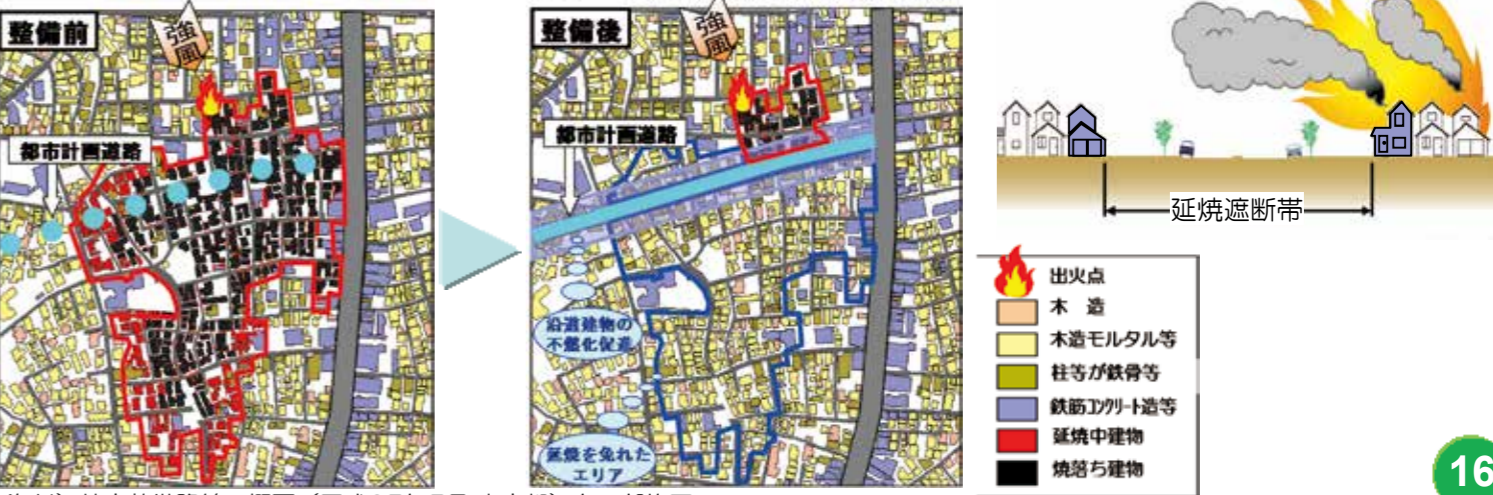 整備前
強風
都市計画道路
整備後
強風
都市計画道路
沿道建物の
不燃化促進
延焼を免れた
エリア
延焼遮断帯
出火点
木 造
木造モルタル等
柱等が鉄骨等
鉄筋コンクリート造等
延焼中建物
焼落ち建物
16